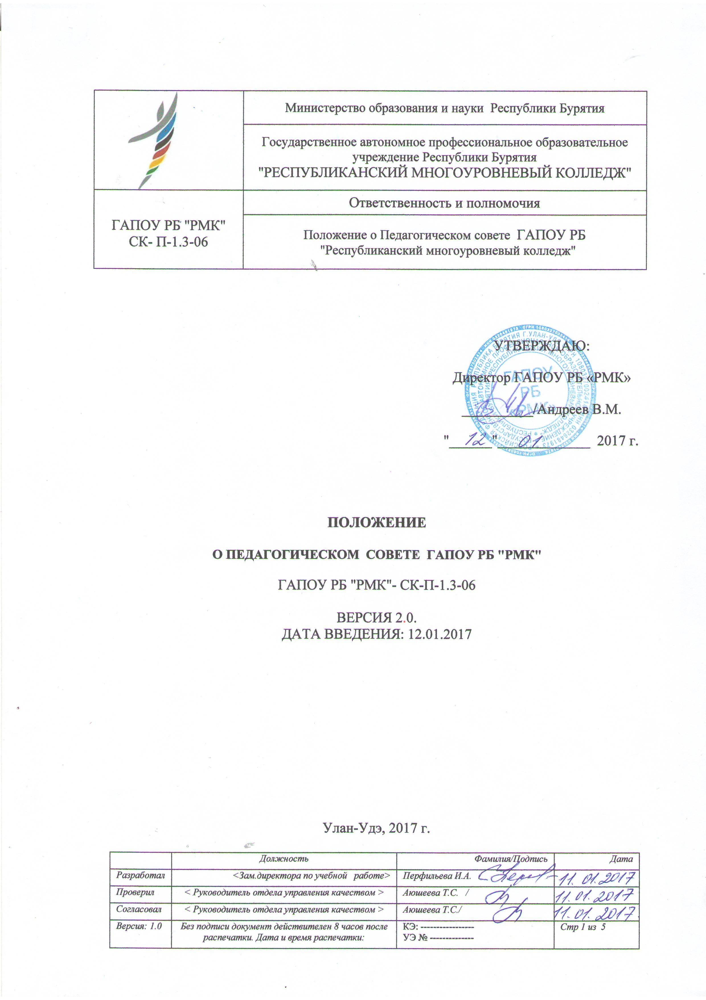 Министерство образования и науки Республики Бурятия
Государственное автономное профессиональное образовательное
учреждение Республики Бурятия
"РЕСПУБЛИКАНСКИЙ МНОГОУРОВНЕВЫЙ КОЛЛЕДЖ"
ГАПОУ РБ "РМК"
СК- П-1.3-06
Ответственность и полномочия
Положение о Педагогическом совете ГАПОУ РБ
"Республиканский многоуровневый колледж"
УТВЕРЖДАЮ:
Директор ГАПОУ РБ «РМК»
/Андреев В.М.
"12" 01 2017 г.
ГАПОУ
РБ
«РМК»
ПОЛОЖЕНИЕ
О ПЕДАГОГИЧЕСКОМ СОВЕТЕ ГАПОУ РБ "РМК"
ГАПОУ РБ "РМК"- СК-П-1.3-06
ВЕРСИЯ 2.0.
ДАТА ВВЕДЕНИЯ: 12.01.2017
Улан-Удэ, 2017 г.
Должность Фамилия/Подпись Дата
Разработал <Зам.директора по учебной работе> Перфильева И.А. 11.01.2017
Проверил < Руководитель отдела управления качеством > Аюшеева Т.С. / 11.01.2017
Согласовал < Руководитель отдела управления качеством > Аюшеева Т.С./ 11.01.2017
Версия: 1.0 Без подписи документ действителен 8 часов после КЭ: ----------------- Стр 1 из 5
распечатки. Дата и время распечатки: УЭ № --------------